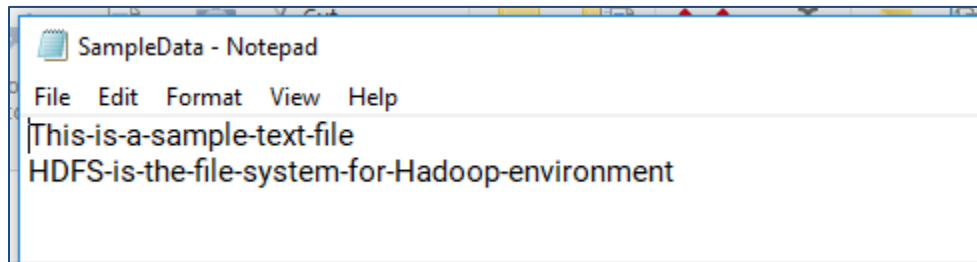 SampleData - Notepad
File Edit Format View Help
This-is-a-sample-text-file
HDFS-is-the-file-system-for-Hadoop-environment